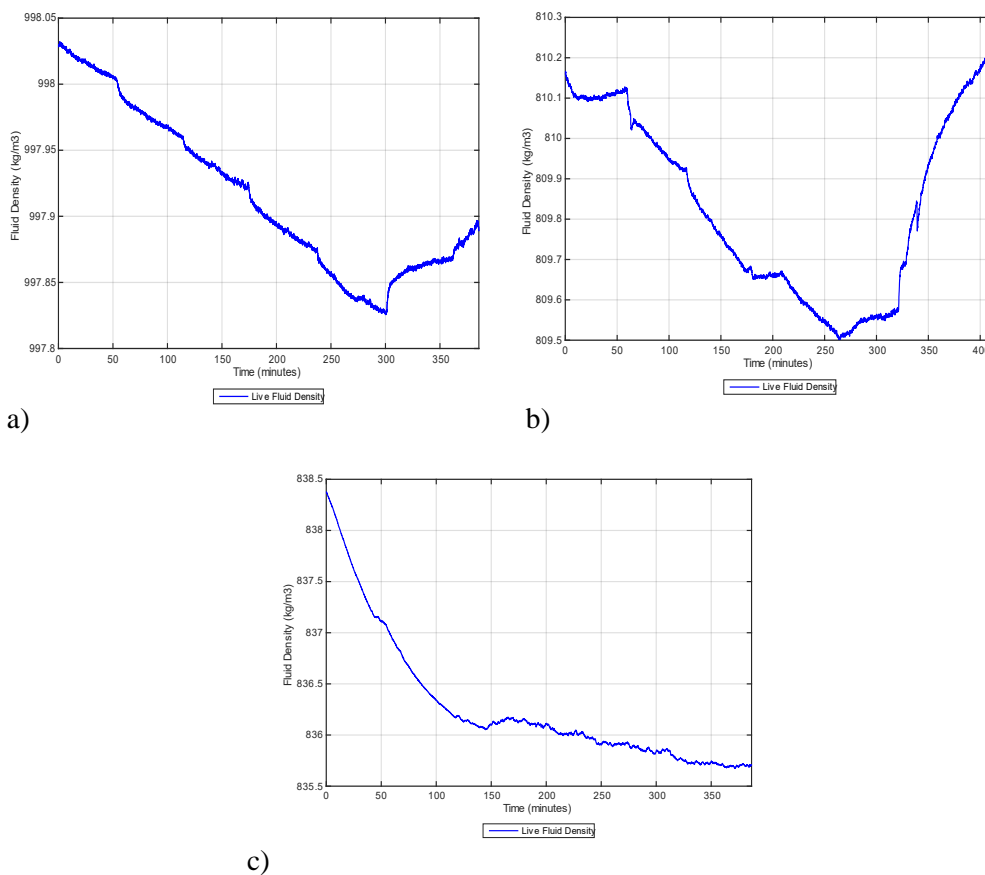 998.05
998
997.95
997.9
997.85
997.8
Fluid Density (kg/m3)
0 50 100 150 200 250 300 350
Time (minutes)
Live Fluid Density
a)
810.3
810.2
810.1
810
809.9
809.8
809.7
809.6
809.5
Fluid Density (kg/m3)
0 50 100 150 200 250 300 350 40
Time (minutes)
Live Fluid Density
b)
838.5
838
837.5
837
836.5
836
835.5
Fluid Density (kg/m3)
0 50 100 150 200 250 300 350
Time (minutes)
Live Fluid Density
c)